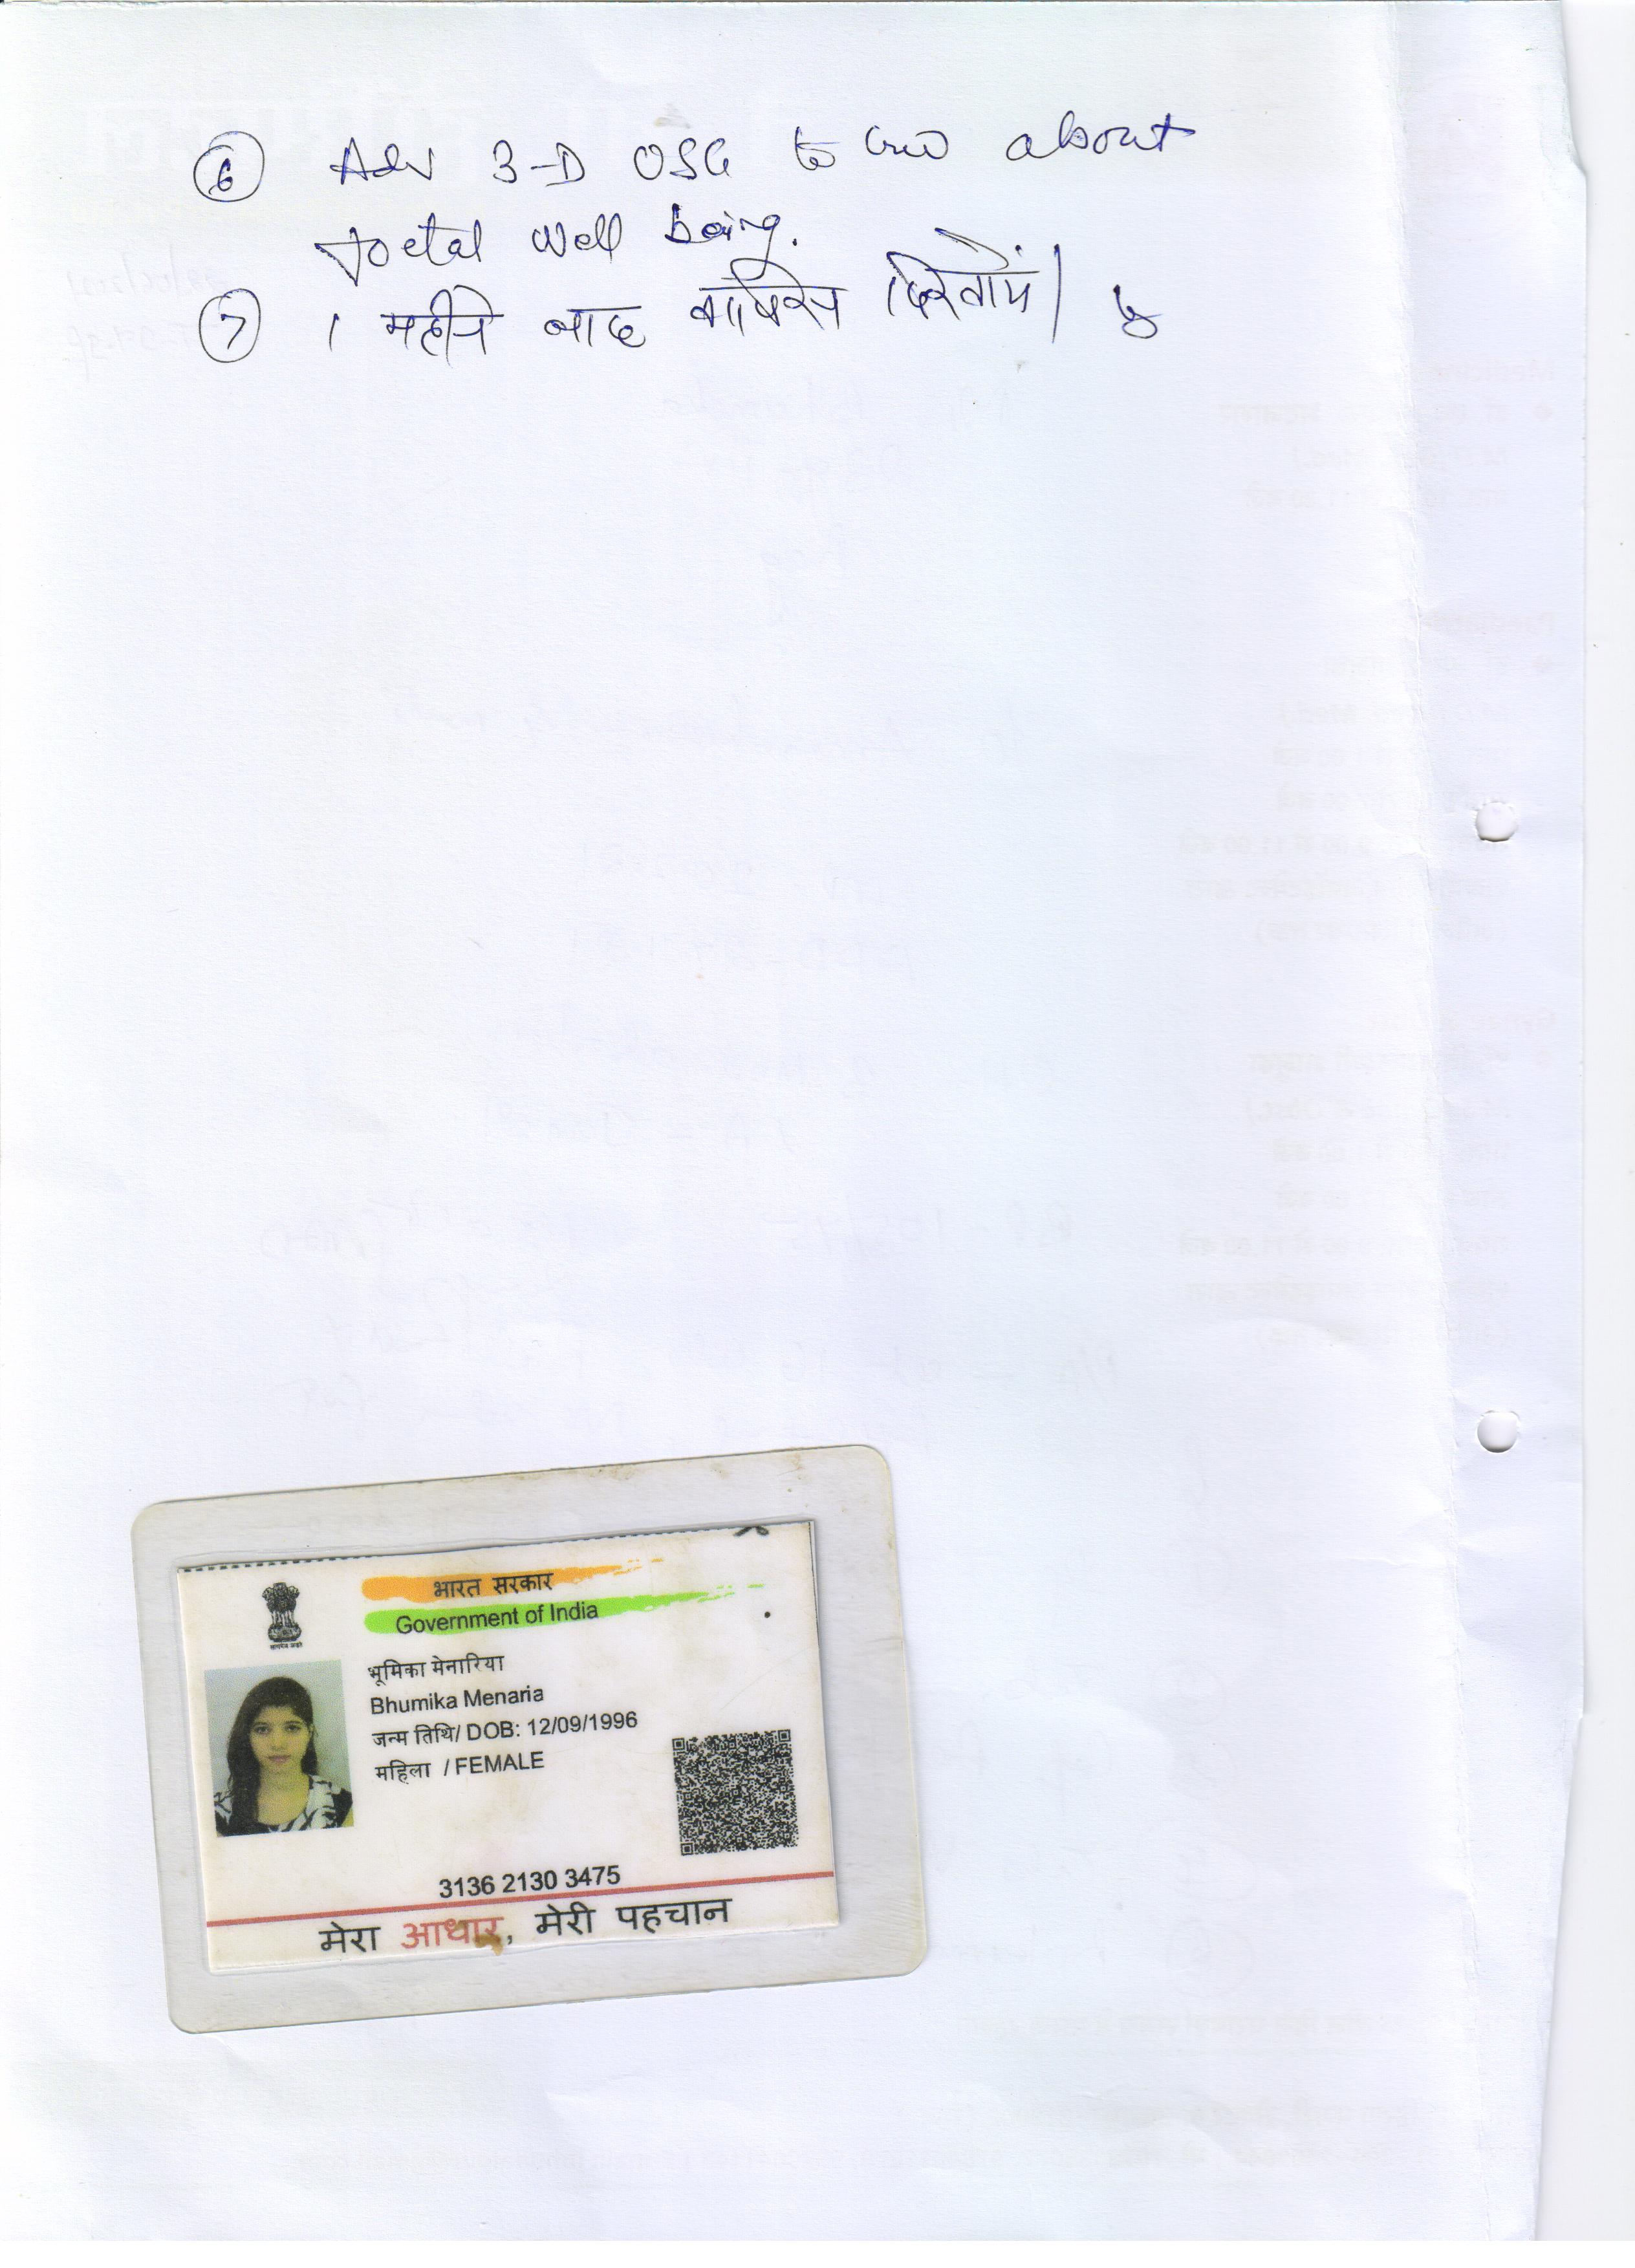 ⑥ Adv 3-D USG to know about
foetal well being.
⑦ 1 महीने बाद वापिस दिखायें।
भारत सरकार
Government of India
भूमिका मेनारिया
Bhumika Menaria
जन्म तिथि/ DOB: 12/09/1996
महिला / FEMALE
3136 2130 3475
मेरा आधार, मेरी पहचान